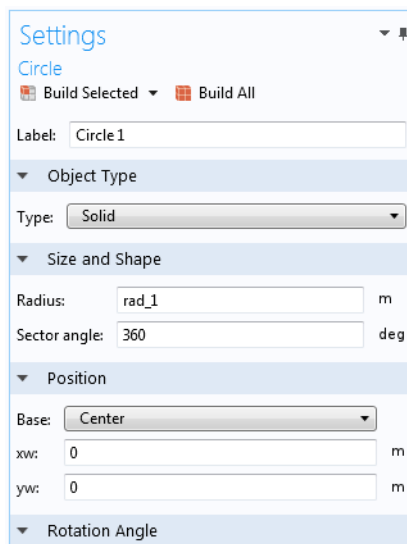 Settings
Circle
Build Selected Build All
Label: Circle 1
Object Type
Type: Solid
Size and Shape
Radius: rad_1 m
Sector angle: 360 deg
Position
Base: Center
xw: 0 m
yw: 0 m
Rotation Angle